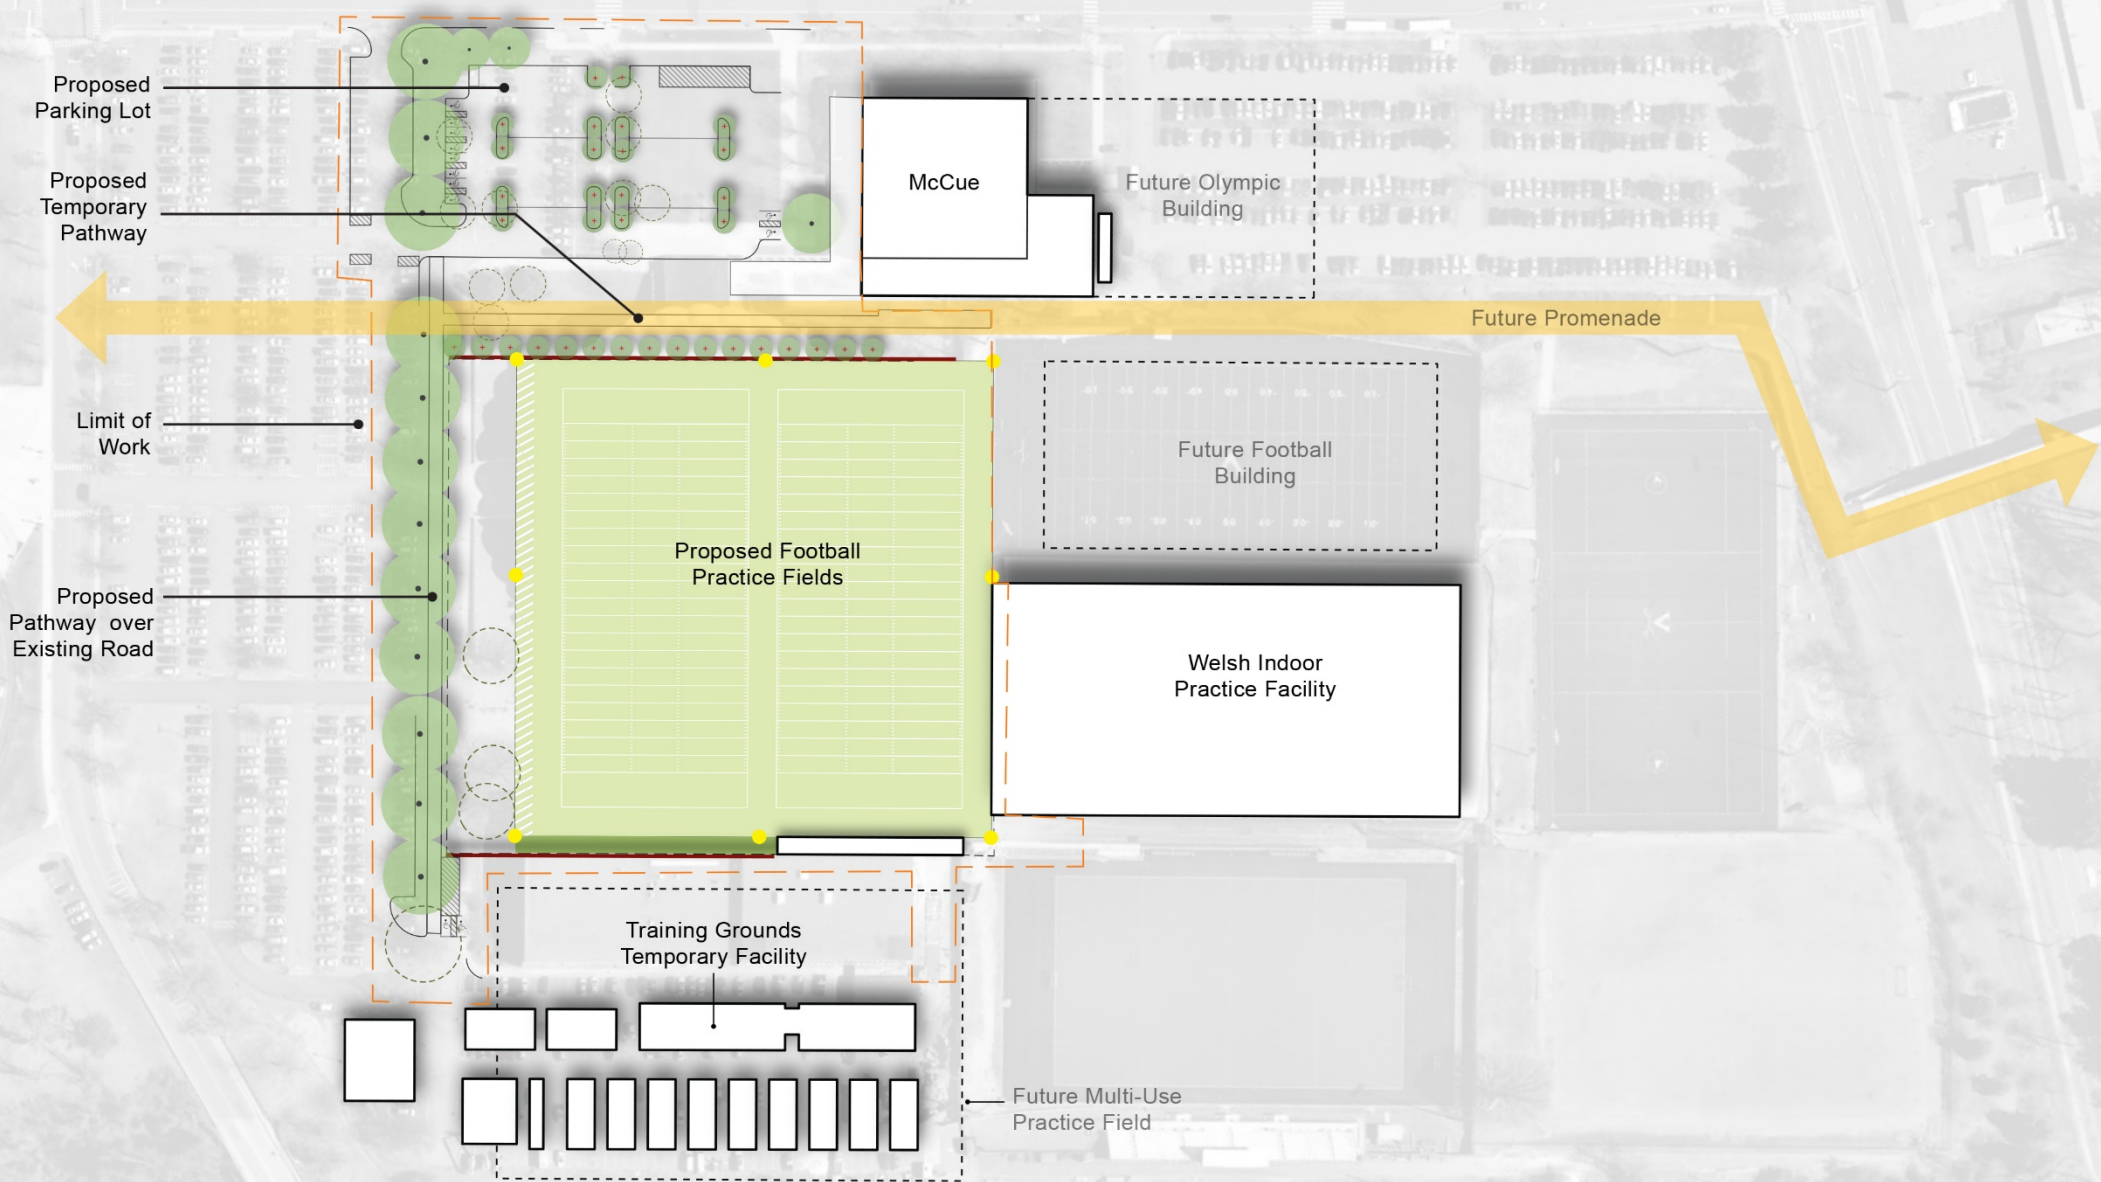 Proposed
Parking Lot
Proposed
Temporary
Pathway
McCue
Future Olympic
Building
Future Promenade
Limit of
Work
Future Football
Building
Proposed Football
Practice Fields
Proposed
Pathway over
Existing Road
Welsh Indoor
Practice Facility
Training Grounds
Temporary Facility
Future Multi-Use
Practice Field